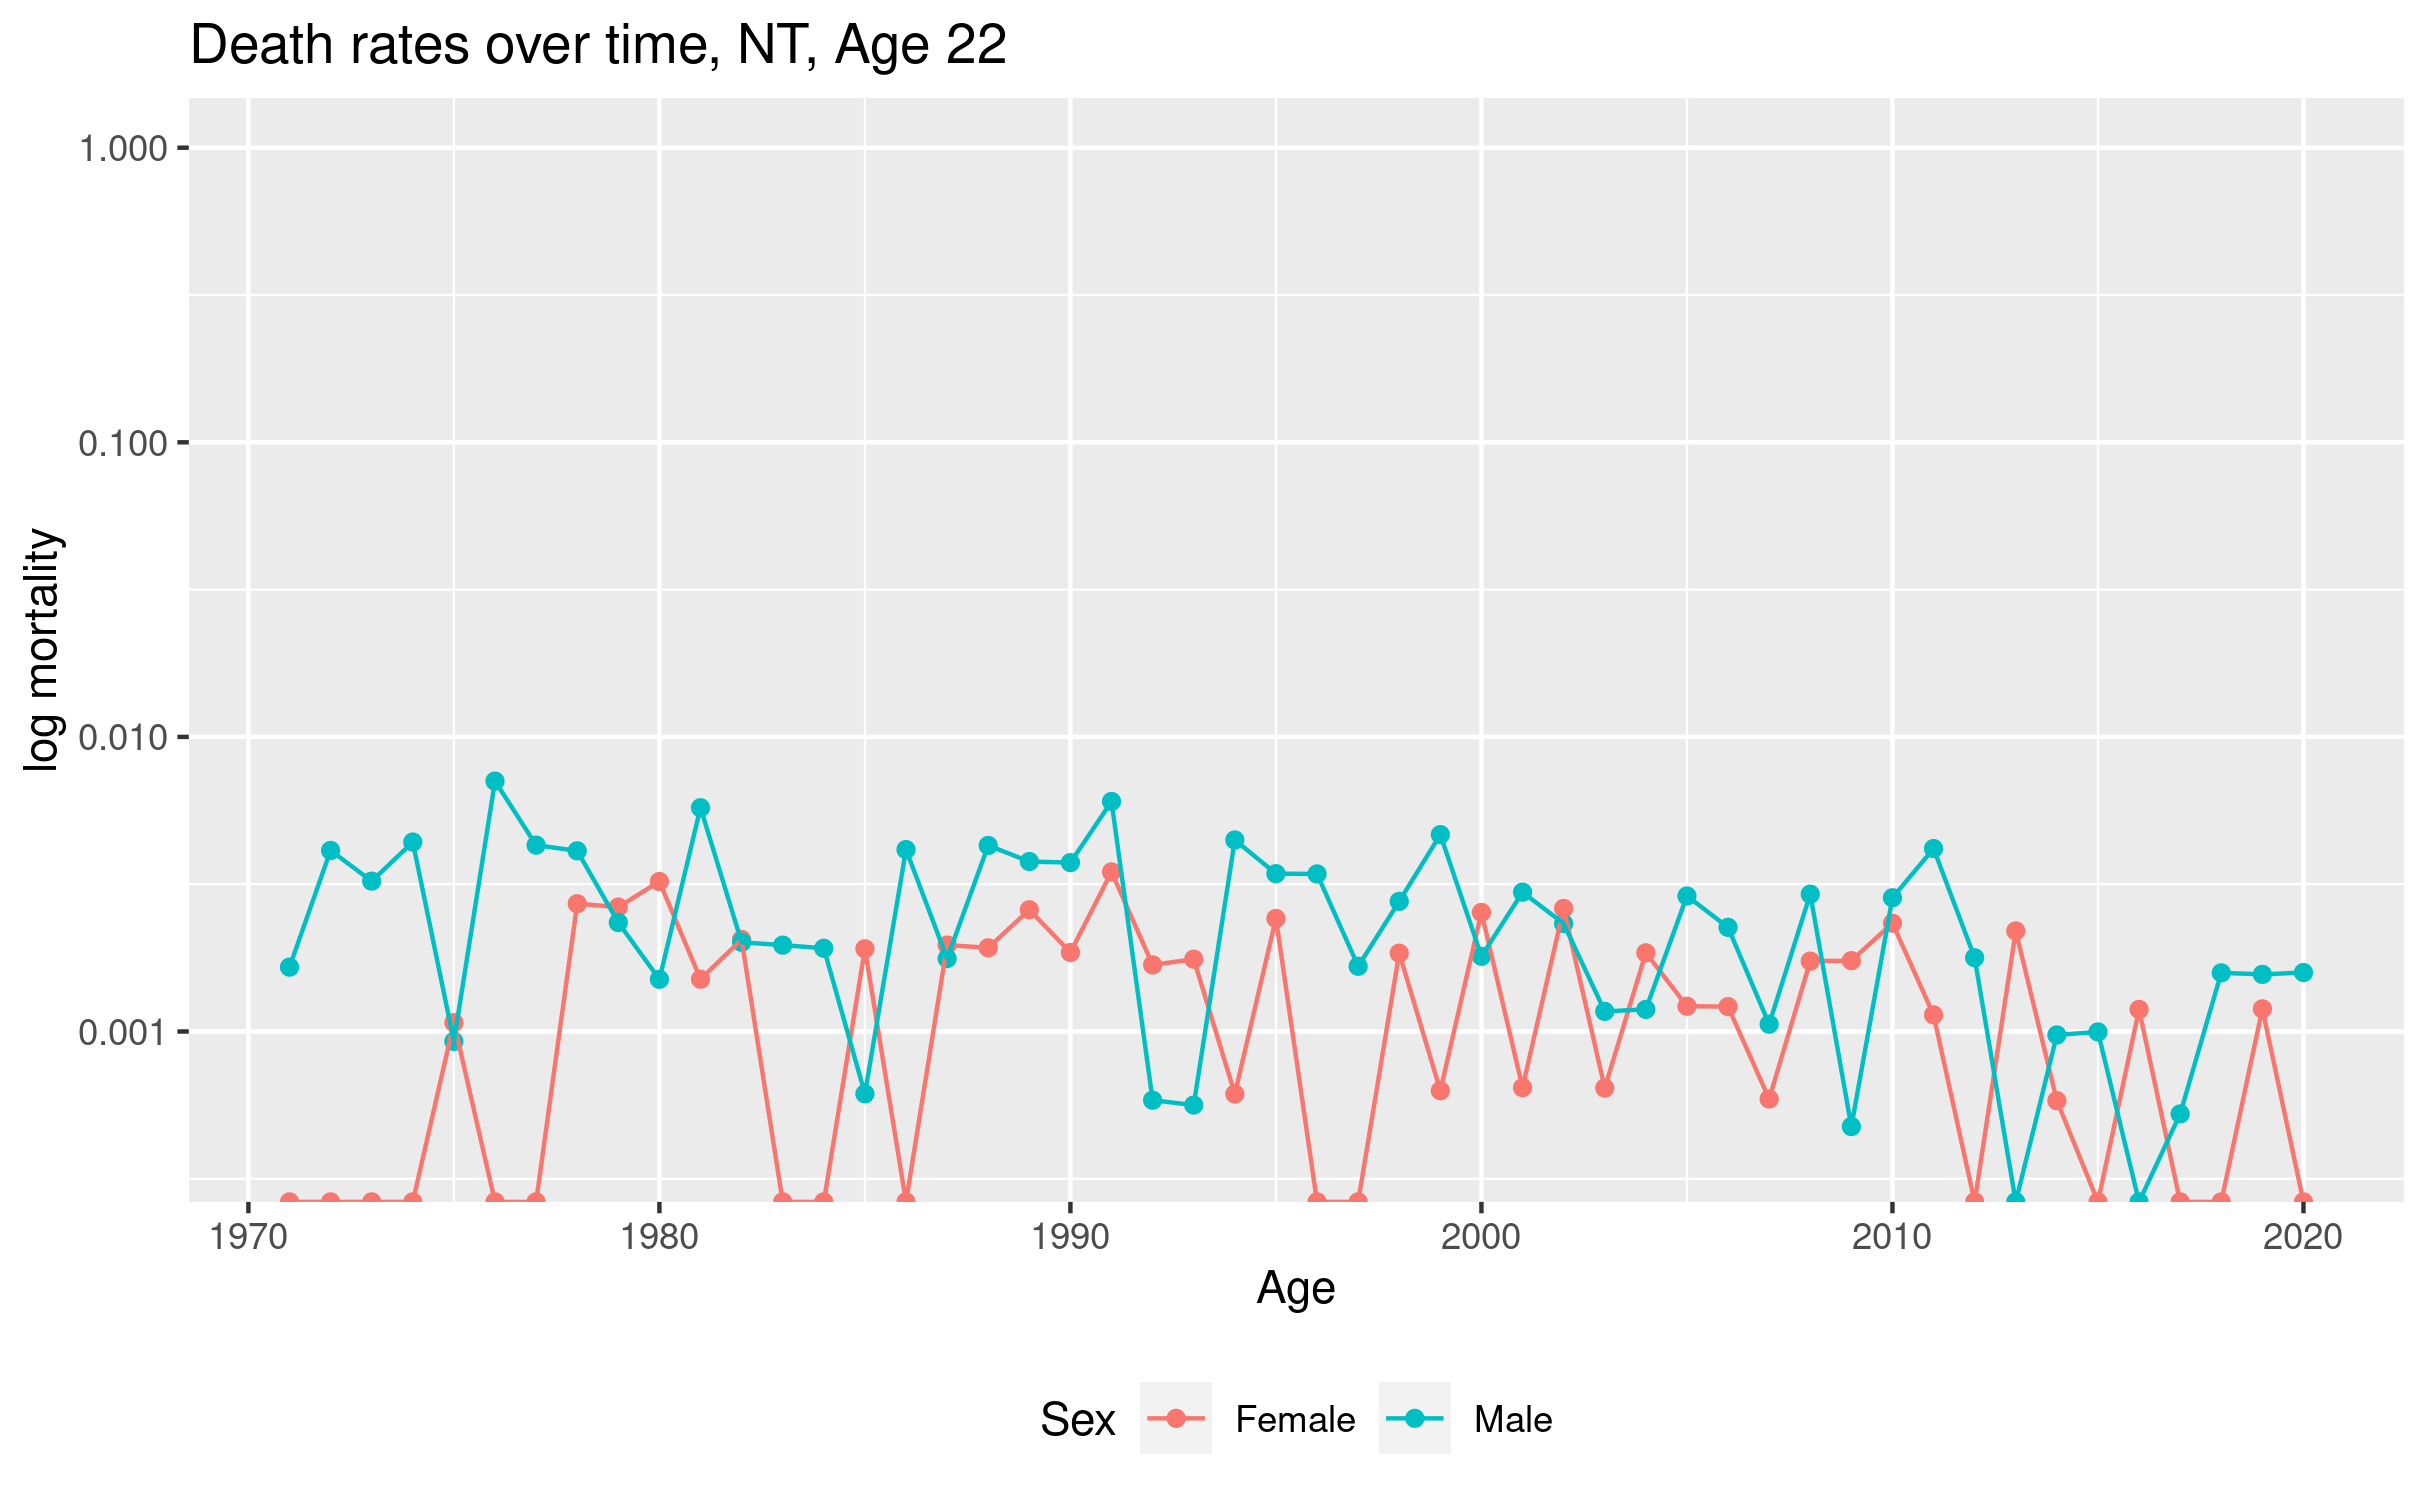 Death rates over time, NT, Age 22
log mortality
1.000
0.100
0.010
0.001
1970 1980 1990 2000 2010 2020
Age
Sex Female Male